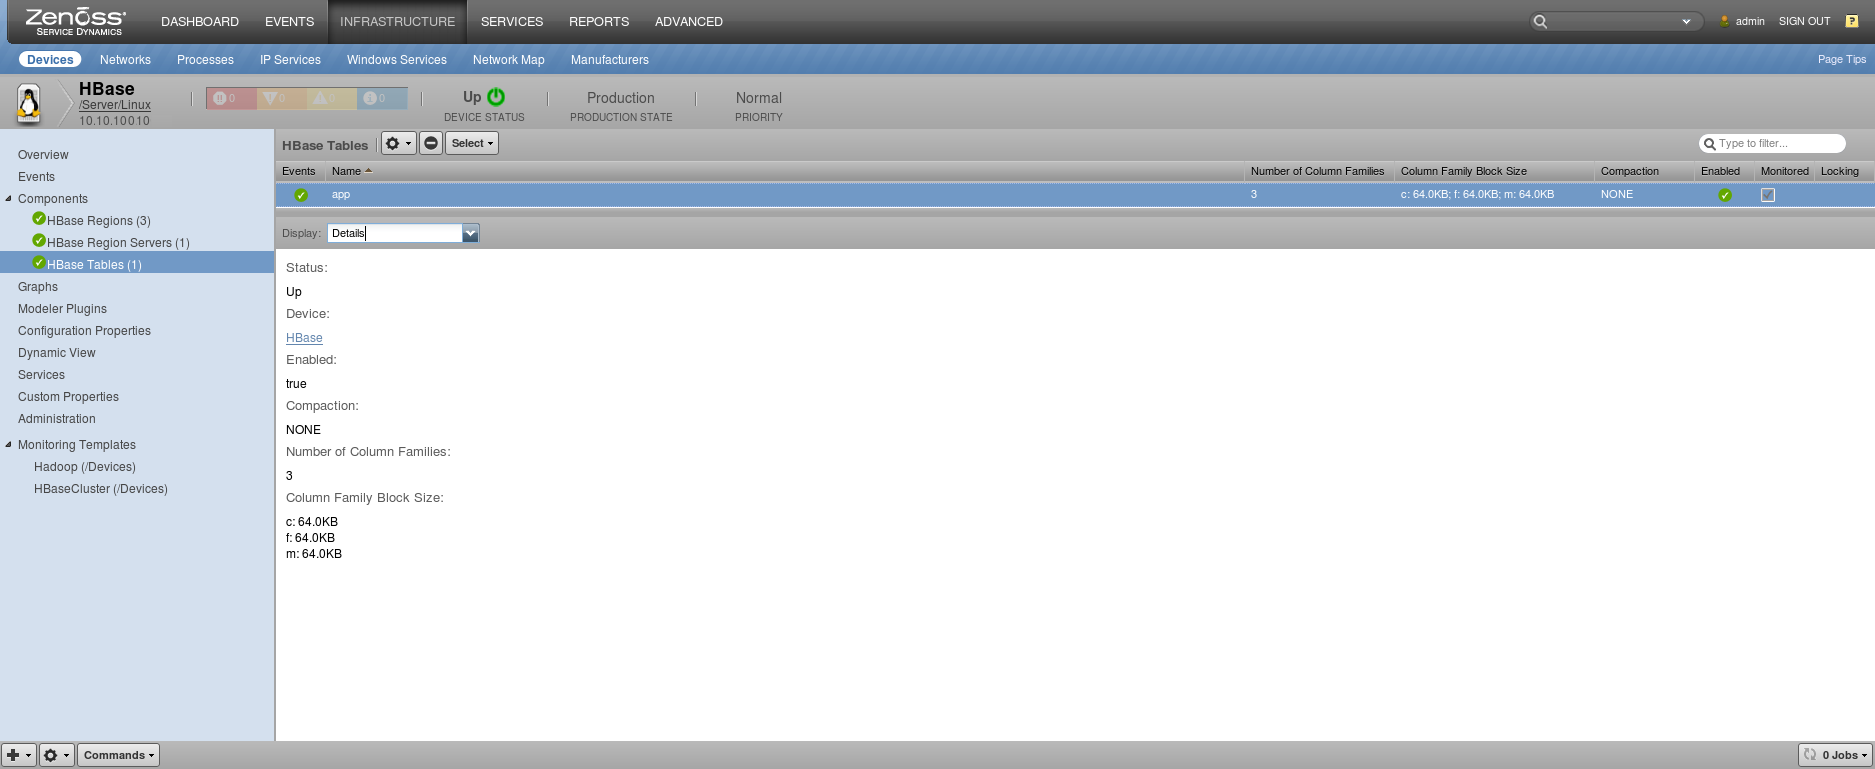 Zenoss
SERVICE DYNAMICS
DASHBOARD EVENTS INFRASTRUCTURE SERVICES REPORTS ADVANCED
admin SIGN OUT ?
Devices Networks Processes IP Services Windows Services Network Map Manufacturers Page Tips
HBase
/Server/Linux
10.10.100.10
0 0 0 0
Up
DEVICE STATUS
Production
PRODUCTION STATE
Normal
PRIORITY
Overview
Events
Components
HBase Regions (3)
HBase Region Servers (1)
HBase Tables (1)
Graphs
Modeler Plugins
Configuration Properties
Dynamic View
Services
Custom Properties
Administration
Monitoring Templates
Hadoop (/Devices)
HBaseCluster (/Devices)
HBase Tables Select Type to filter...
Events Name Number of Column Families Column Family Block Size Compaction Enabled Monitored Locking
app 3 c: 64.0KB; f: 64.0KB; m: 64.0KB NONE
Display: Details
Status:
Up
Device:
HBase
Enabled:
true
Compaction:
NONE
Number of Column Families:
3
Column Family Block Size:
c: 64.0KB
f: 64.0KB
m: 64.0KB
Commands 0 Jobs